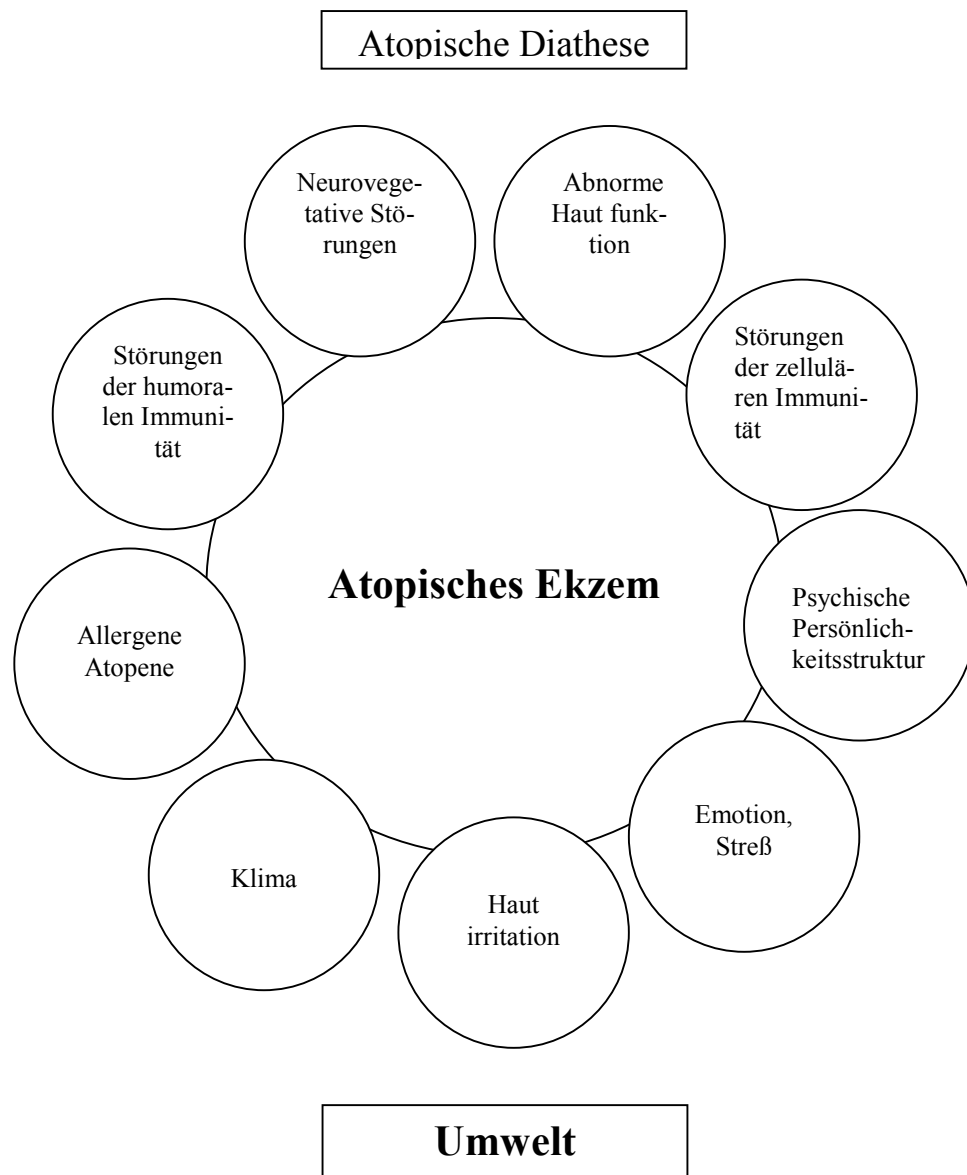 Atopische Diathese
Neurovege-
tative Stö-
rungen
Abnorme
Haut funk-
tion
Störungen
der humora-
len Immuni-
tät
Störungen
der zellulä
ren Immuni-
tät
Atopisches Ekzem
Psychische
Persönlich-
keitsstruktur
Allergene
Atopene
Emotion,
Streß
Klima
Haut
irritation
Umwelt